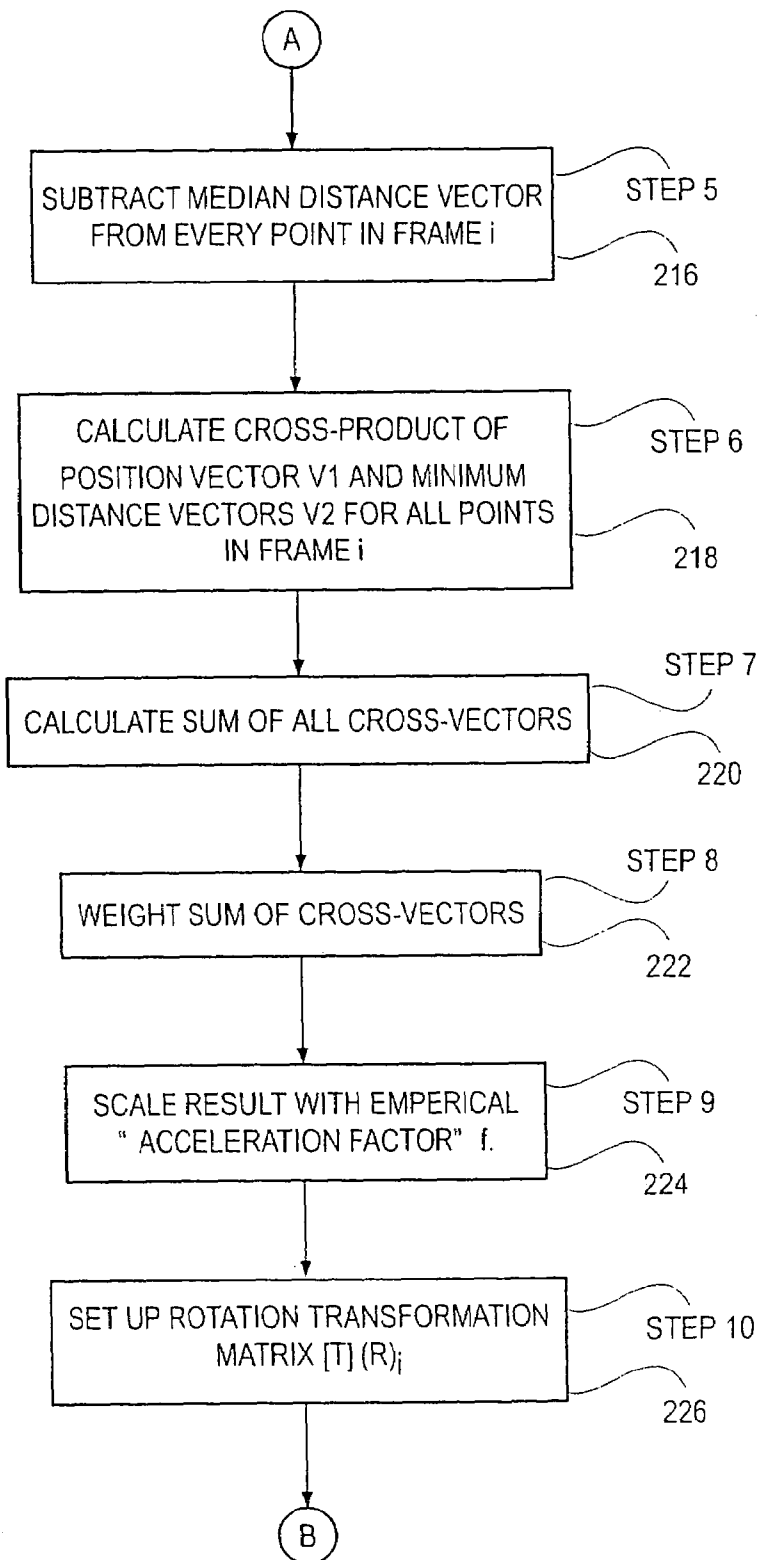 A
SUBTRACT MEDIAN DISTANCE VECTOR
FROM EVERY POINT IN FRAME i
STEP 5
216
CALCULATE CROSS-PRODUCT OF
POSITION VECTOR V1 AND MINIMUM
DISTANCE VECTORS V2 FOR ALL POINTS
IN FRAME i
STEP 6
218
CALCULATE SUM OF ALL CROSS-VECTORS
STEP 7
220
WEIGHT SUM OF CROSS-VECTORS
STEP 8
222
SCALE RESULT WITH EMPERICAL
" ACCELERATION FACTOR" f.
STEP 9
224
SET UP ROTATION TRANSFORMATION
MATRIX [T] (R)i
STEP 10
226
B